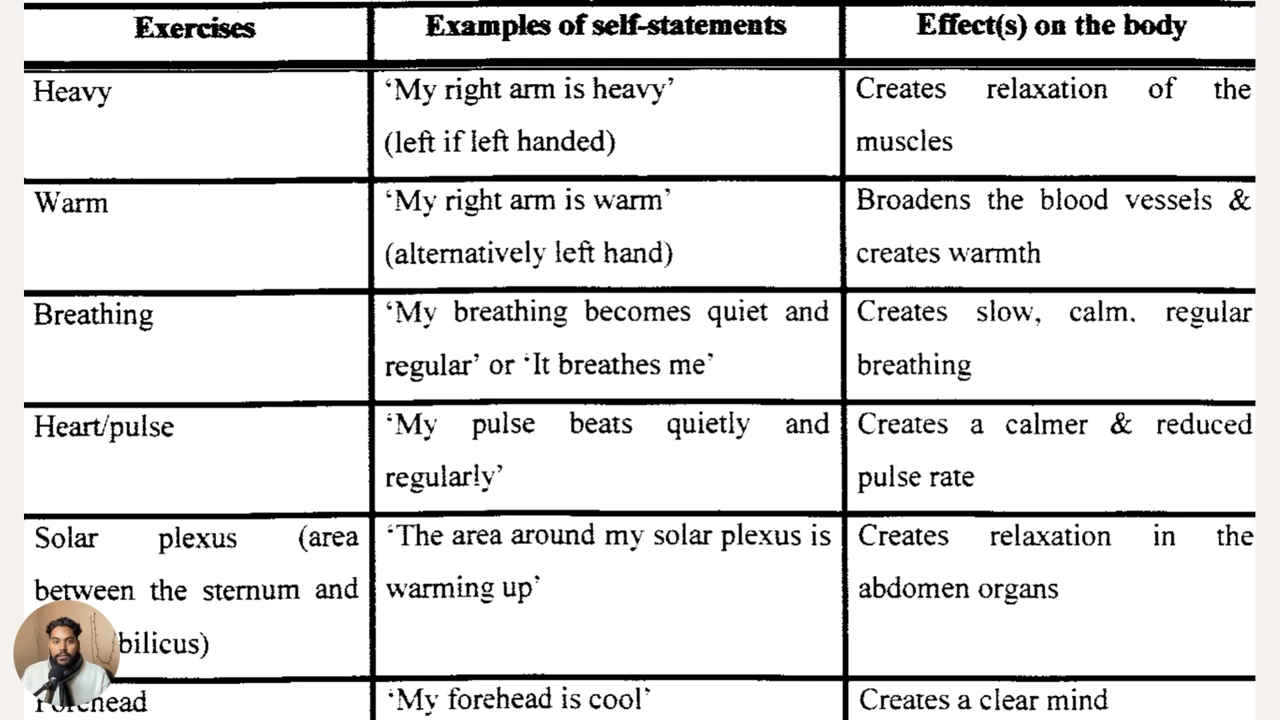 Exercises Examples of self-statements Effect(s) on the body
Heavy ‘My right arm is heavy’ Creates relaxation of the
(left if left handed) muscles
Warm ‘My right arm is warm’ Broadens the blood vessels &
(alternatively left hand) creates warmth
Breathing ‘My breathing becomes quiet and Creates slow, calm. regular
regular’ or ‘It breathes me’ breathing
Heart/pulse ‘My pulse beats quietly and Creates a calmer & reduced
regularly’ pulse rate
Solar plexus (area ‘The area around my solar plexus is Creates relaxation in the
between the sternum and warming up’ abdomen organs
bilicus)
Forehead ‘My forehead is cool’ Creates a clear mind